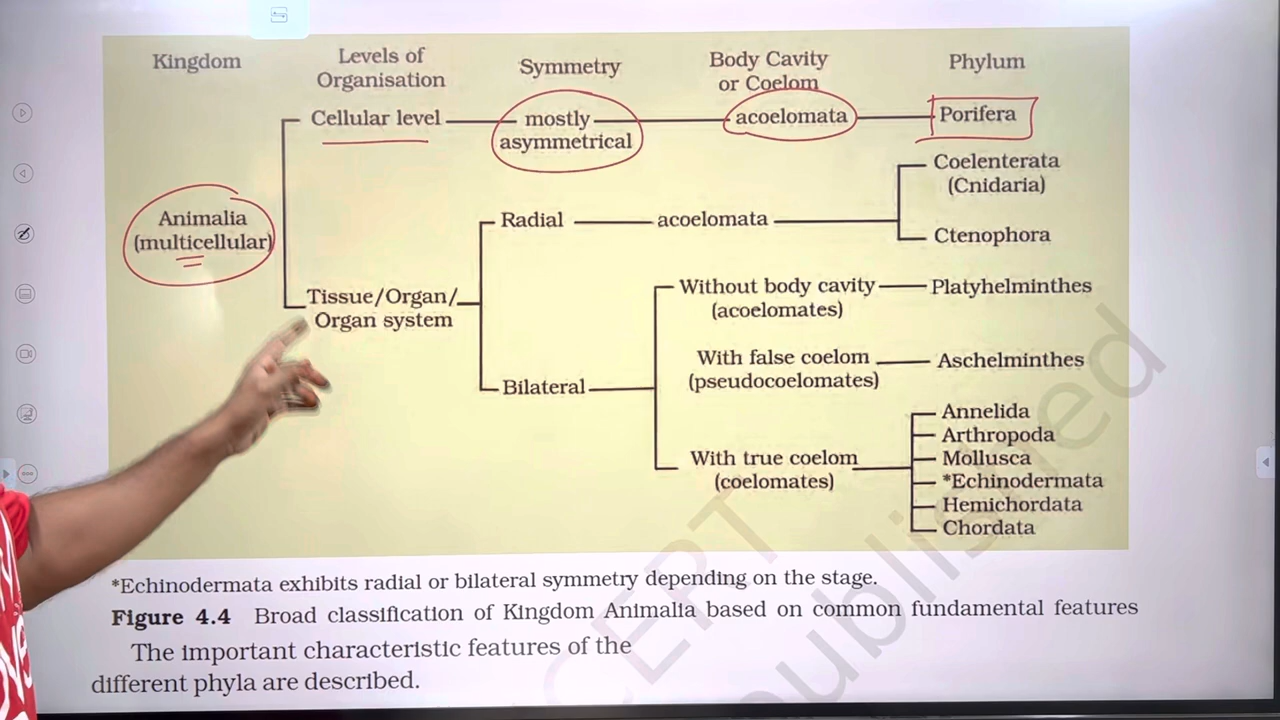 Kingdom
Levels of
Organisation
Symmetry
Body Cavity
or Coelom
Phylum
Cellular level
mostly
asymmetrical
acoelomata
Porifera
Coelenterata
(Cnidaria)
Animalia
(multicellular)
Radial
acoelomata
Ctenophora
Tissue/Organ/
Organ system
Without body cavity
(acoelomates)
Platyhelminthes
With false coelom
(pseudocoelomates)
Aschelminthes
Bilateral
With true coelom
(coelomates)
Annelida
Arthropoda
Mollusca
*Echinodermata
Hemichordata
Chordata
*Echinodermata exhibits radial or bilateral symmetry depending on the stage.
Figure 4.4 Broad classification of Kingdom Animalia based on common fundamental features
The important characteristic features of the
different phyla are described.